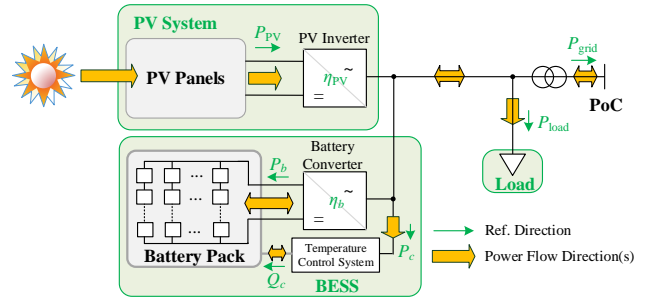 PV System
P_PV
PV Inverter
PV Panels
η_PV
~
=
P_grid
PoC
P_load
Load
Battery
Converter
P_b
η_b
~
=
...
...
...
Battery Pack
Temperature
Control System
P_c
Q_c
BESS
Ref. Direction
Power Flow Direction(s)